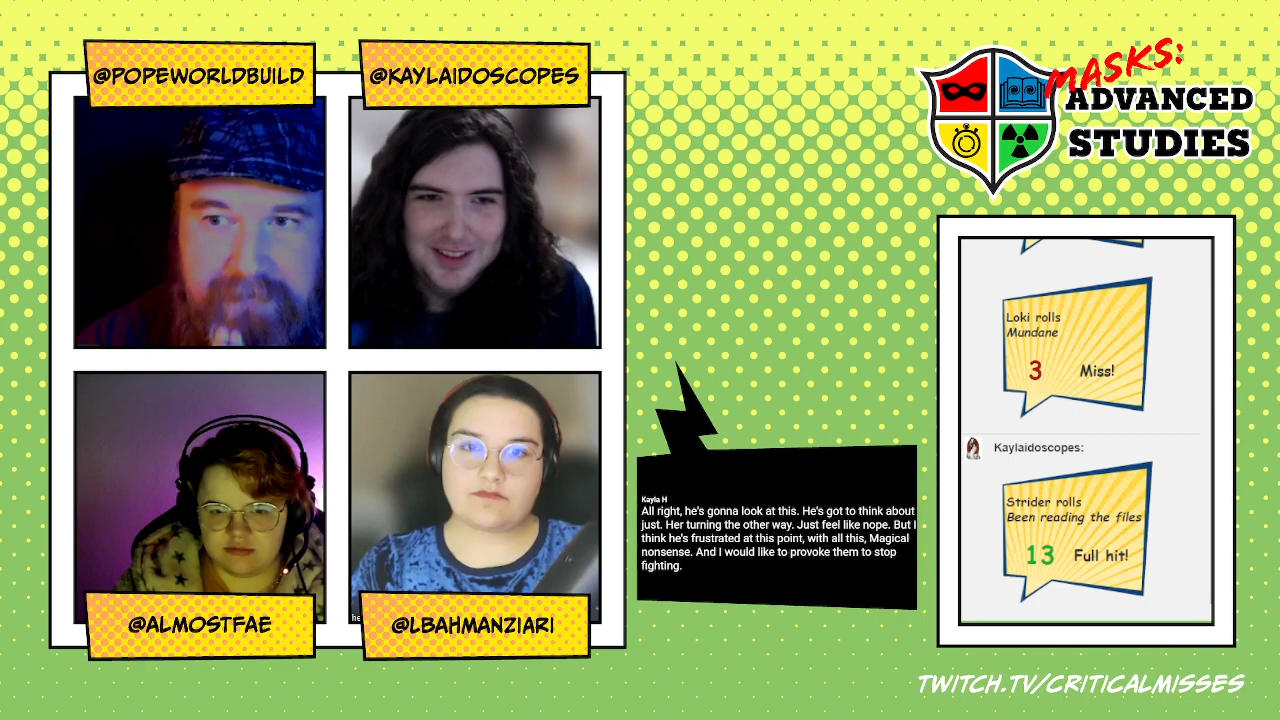 @POPEWORLDBUILD
@KAYLAIDOSCOPES
@ALMOSTFAE
@LBAHMANZIARI
he
Kayla H
All right, he's gonna look at this. He's got to think about
just. Her turning the other way. Just feel like nope. But I
think he's frustrated at this point, with all this, Magical
nonsense. And I would like to provoke them to stop
fighting.
MASKS:
ADVANCED
STUDIES
Loki rolls
Mundane
3 Miss!
Kaylaidoscopes:
Strider rolls
Been reading the files
13 Full hit!
TWITCH.TV/CRITICALMISSES